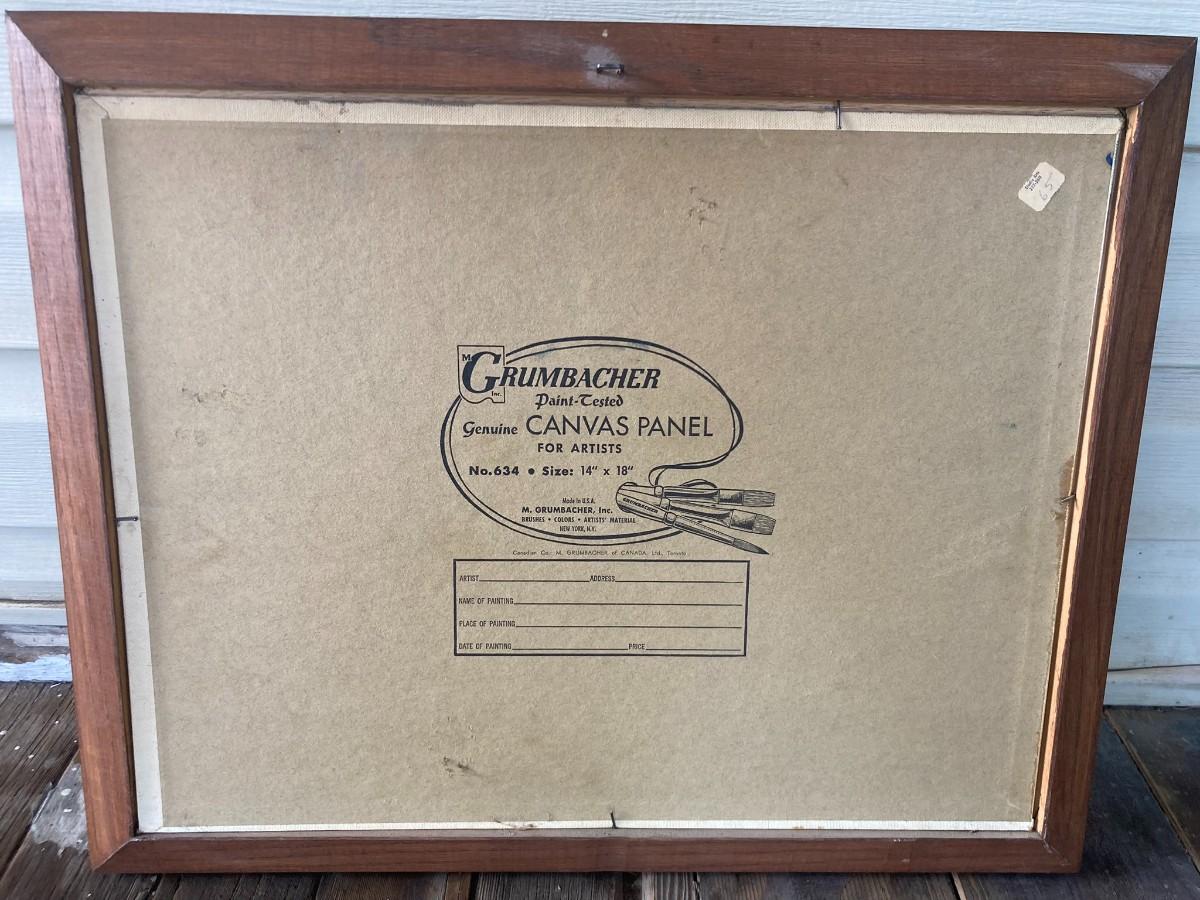 65
M.
GRUMBACHER
Inc.
Paint-Tested
Genuine CANVAS PANEL
FOR ARTISTS
No.634 • Size: 14" x 18"
Made in U.S.A.
M. GRUMBACHER, Inc.
BRUSHES • COLORS • ARTISTS' MATERIAL
NEW YORK, N.Y.
GRUMBACHER
Canadian Co.: M. GRUMBACHER of CANADA, Ltd., Toronto
ARTIST ADDRESS
NAME OF PAINTING
PLACE OF PAINTING
DATE OF PAINTING PRICE